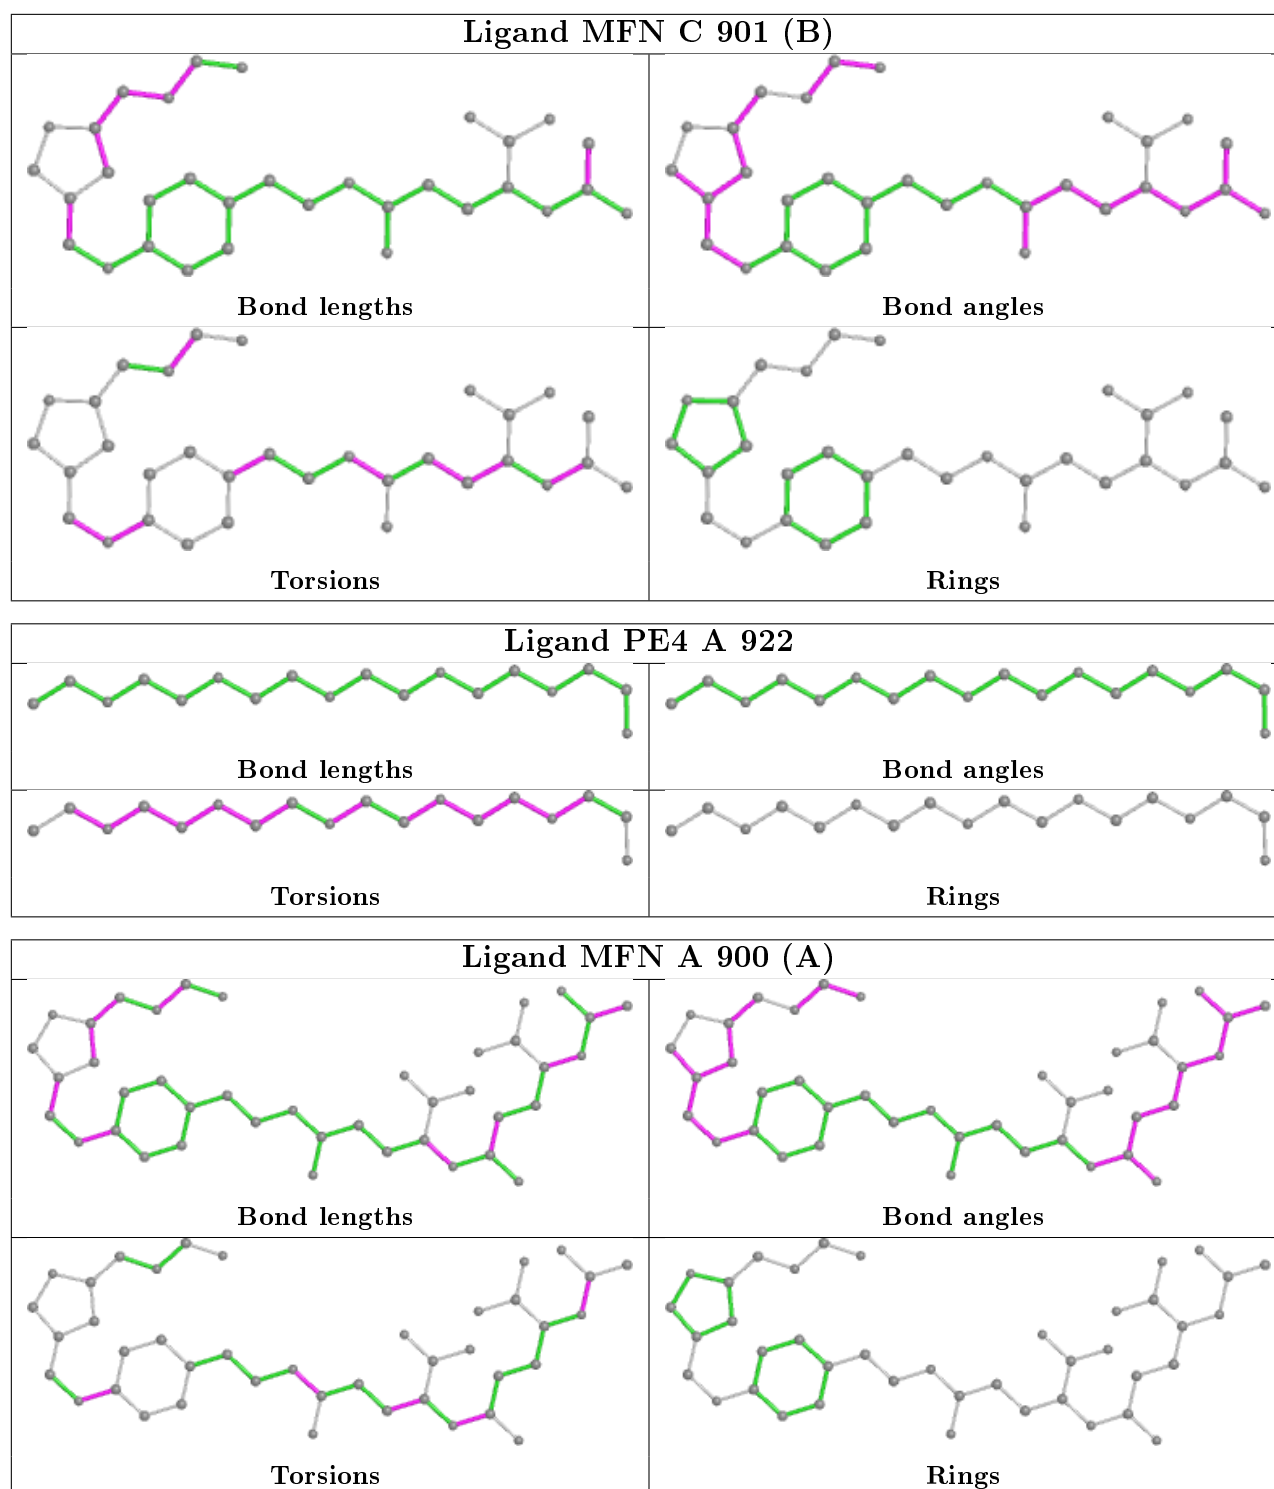 Ligand MFN C 901 (B)
Bond lengths
Bond angles
Torsions
Rings
Ligand PE4 A 922
Bond lengths
Bond angles
Torsions
Rings
Ligand MFN A 900 (A)
Bond lengths
Bond angles
Torsions
Rings